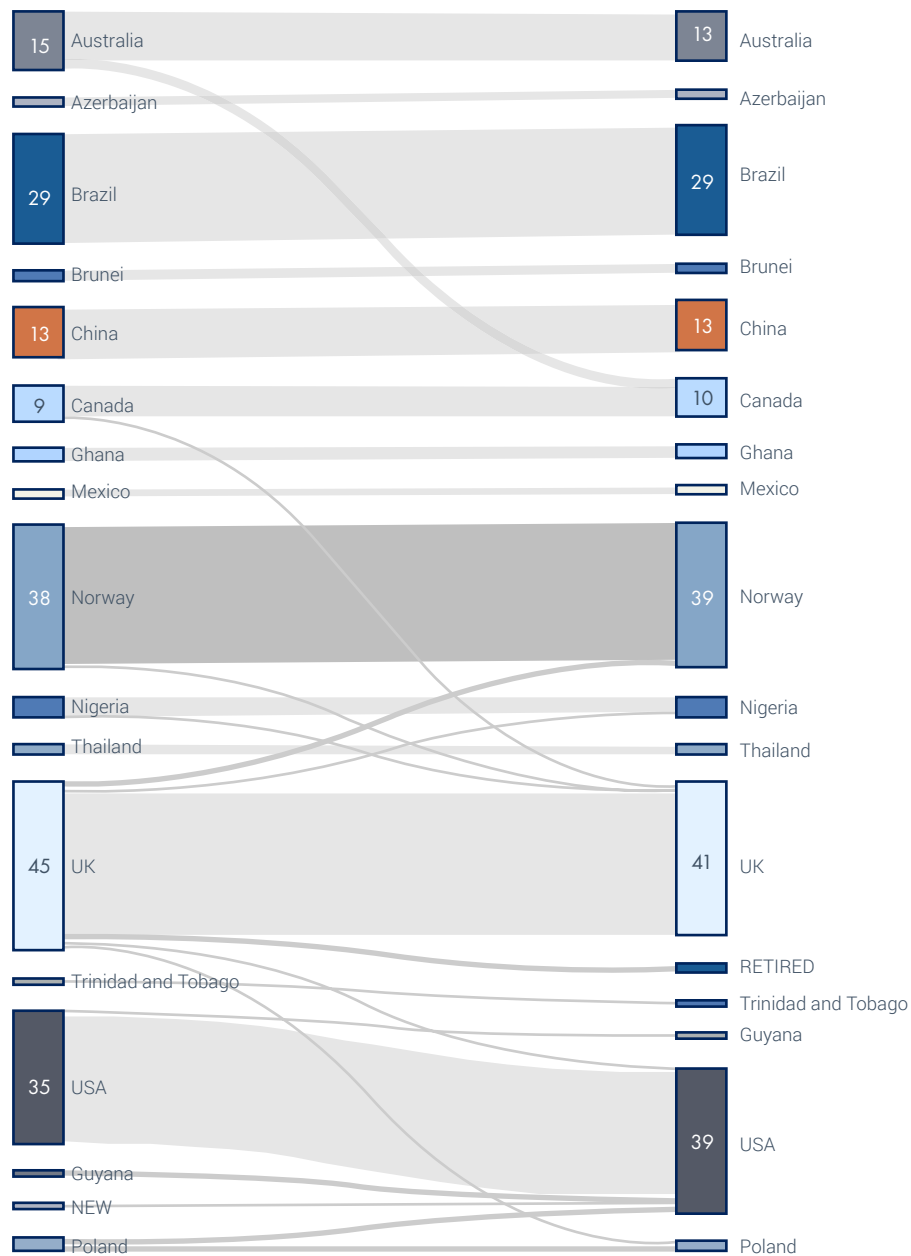 15 Australia 13 Australia
Azerbaijan Azerbaijan
29 Brazil 29 Brazil
Brunei Brunei
13 China 13 China
9 Canada 10 Canada
Ghana Ghana
Mexico Mexico
38 Norway 39 Norway
Nigeria Nigeria
Thailand Thailand
45 UK 41 UK
RETIRED
Trinidad and Tobago Trinidad and Tobago
Guyana
35 USA 39 USA
Guyana
NEW
Poland Poland